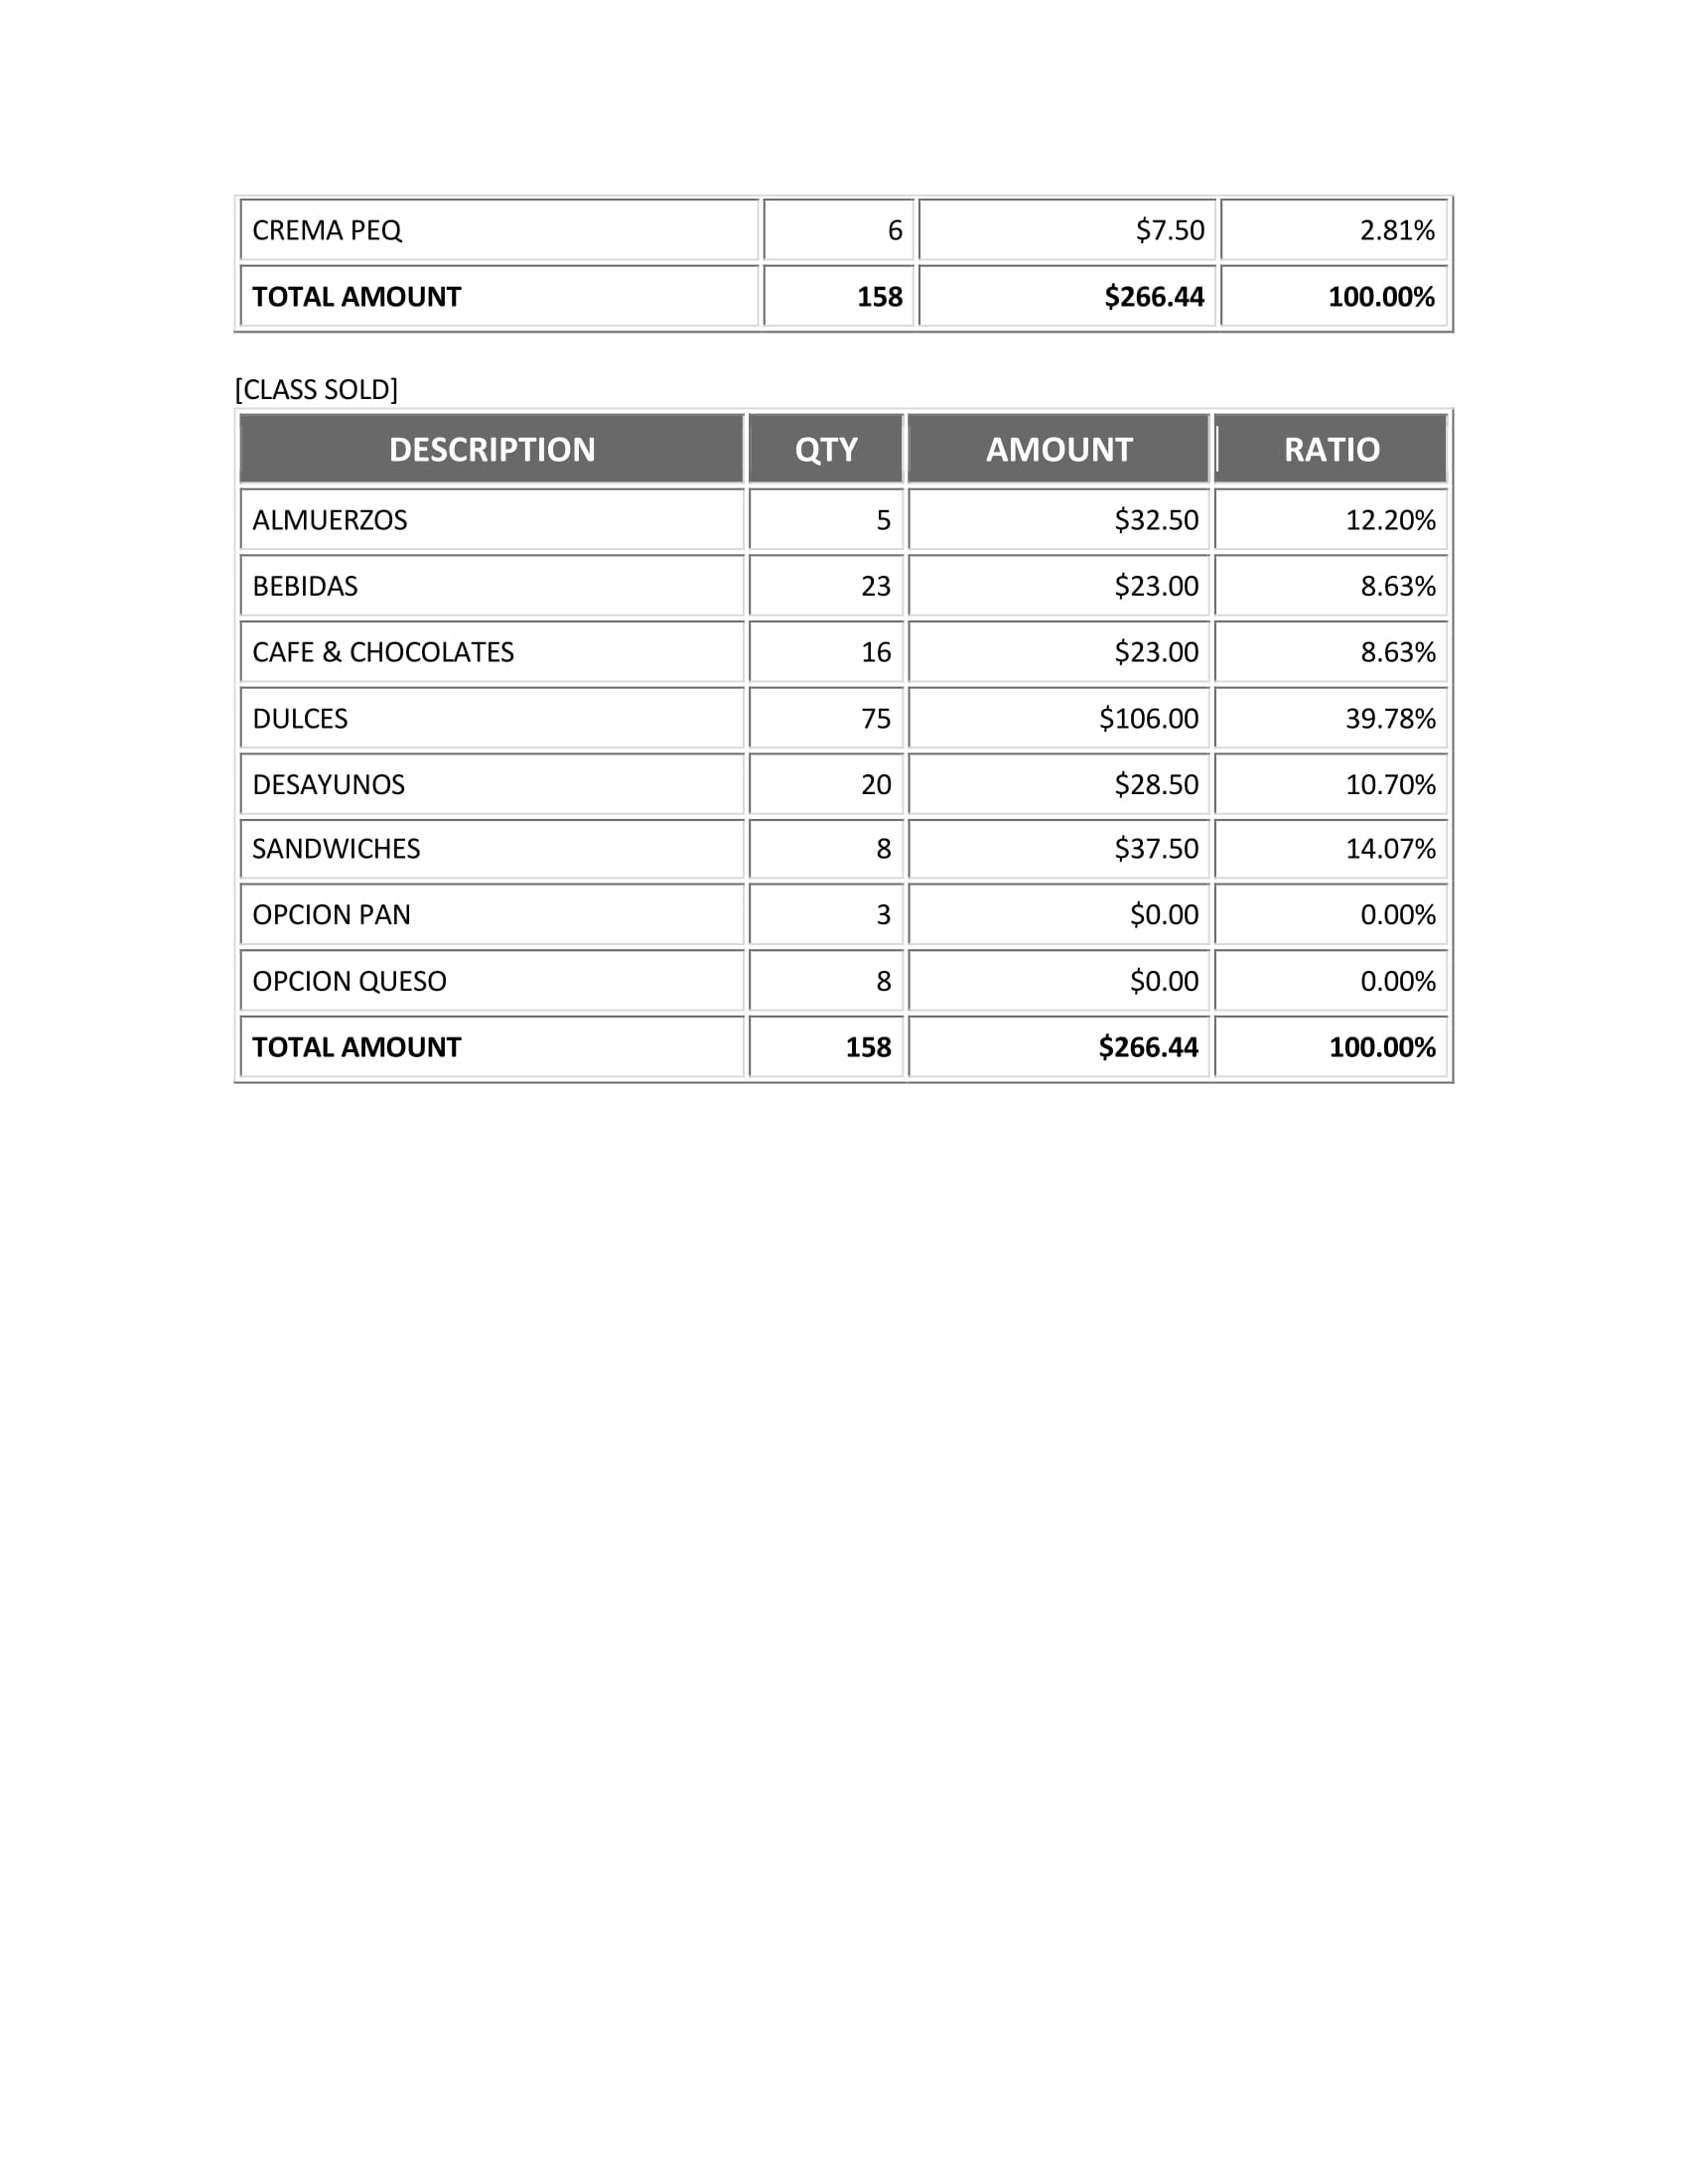 CREMA PEQ 6 $7.50 2.81%
TOTAL AMOUNT 158 $266.44 100.00%
[CLASS SOLD]
DESCRIPTION QTY AMOUNT RATIO
ALMUERZOS 5 $32.50 12.20%
BEBIDAS 23 $23.00 8.63%
CAFE & CHOCOLATES 16 $23.00 8.63%
DULCES 75 $106.00 39.78%
DESAYUNOS 20 $28.50 10.70%
SANDWICHES 8 $37.50 14.07%
OPCION PAN 3 $0.00 0.00%
OPCION QUESO 8 $0.00 0.00%
TOTAL AMOUNT 158 $266.44 100.00%